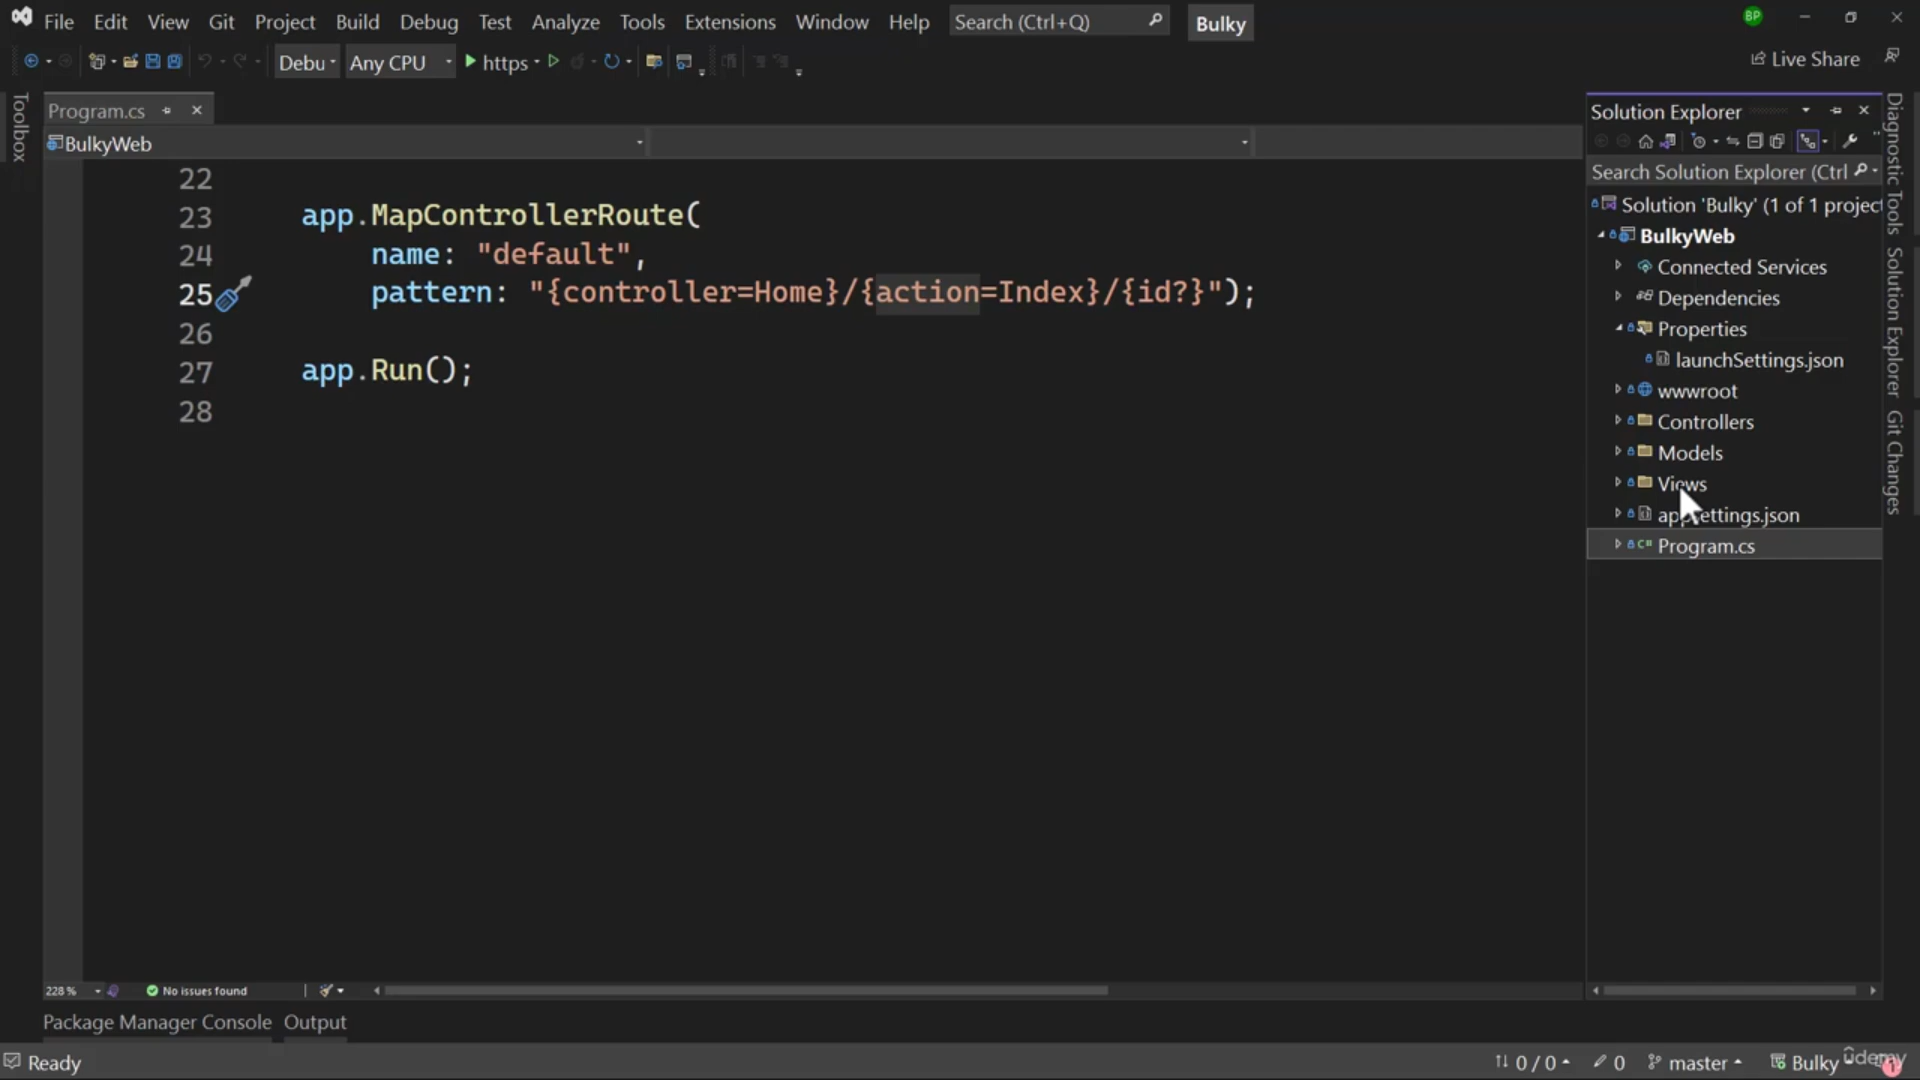 File Edit View Git Project Build Debug Test Analyze Tools Extensions Window Help Search (Ctrl+Q) Bulky BP
Debu Any CPU https Live Share
Toolbox
Program.cs
BulkyWeb
22
23 app.MapControllerRoute(
24 name: "default",
25 pattern: "{controller=Home}/{action=Index}/{id?}");
26
27 app.Run();
28
228 % No issues found
Solution Explorer
Search Solution Explorer (Ctrl
Solution 'Bulky' (1 of 1 project
BulkyWeb
Connected Services
Dependencies
Properties
launchSettings.json
wwwroot
Controllers
Models
Views
appsettings.json
C# Program.cs
Diagnostic Tools
Solution Explorer
Git Changes
Package Manager Console Output
Ready 0 / 0 0 master Bulky 1
ûdemy